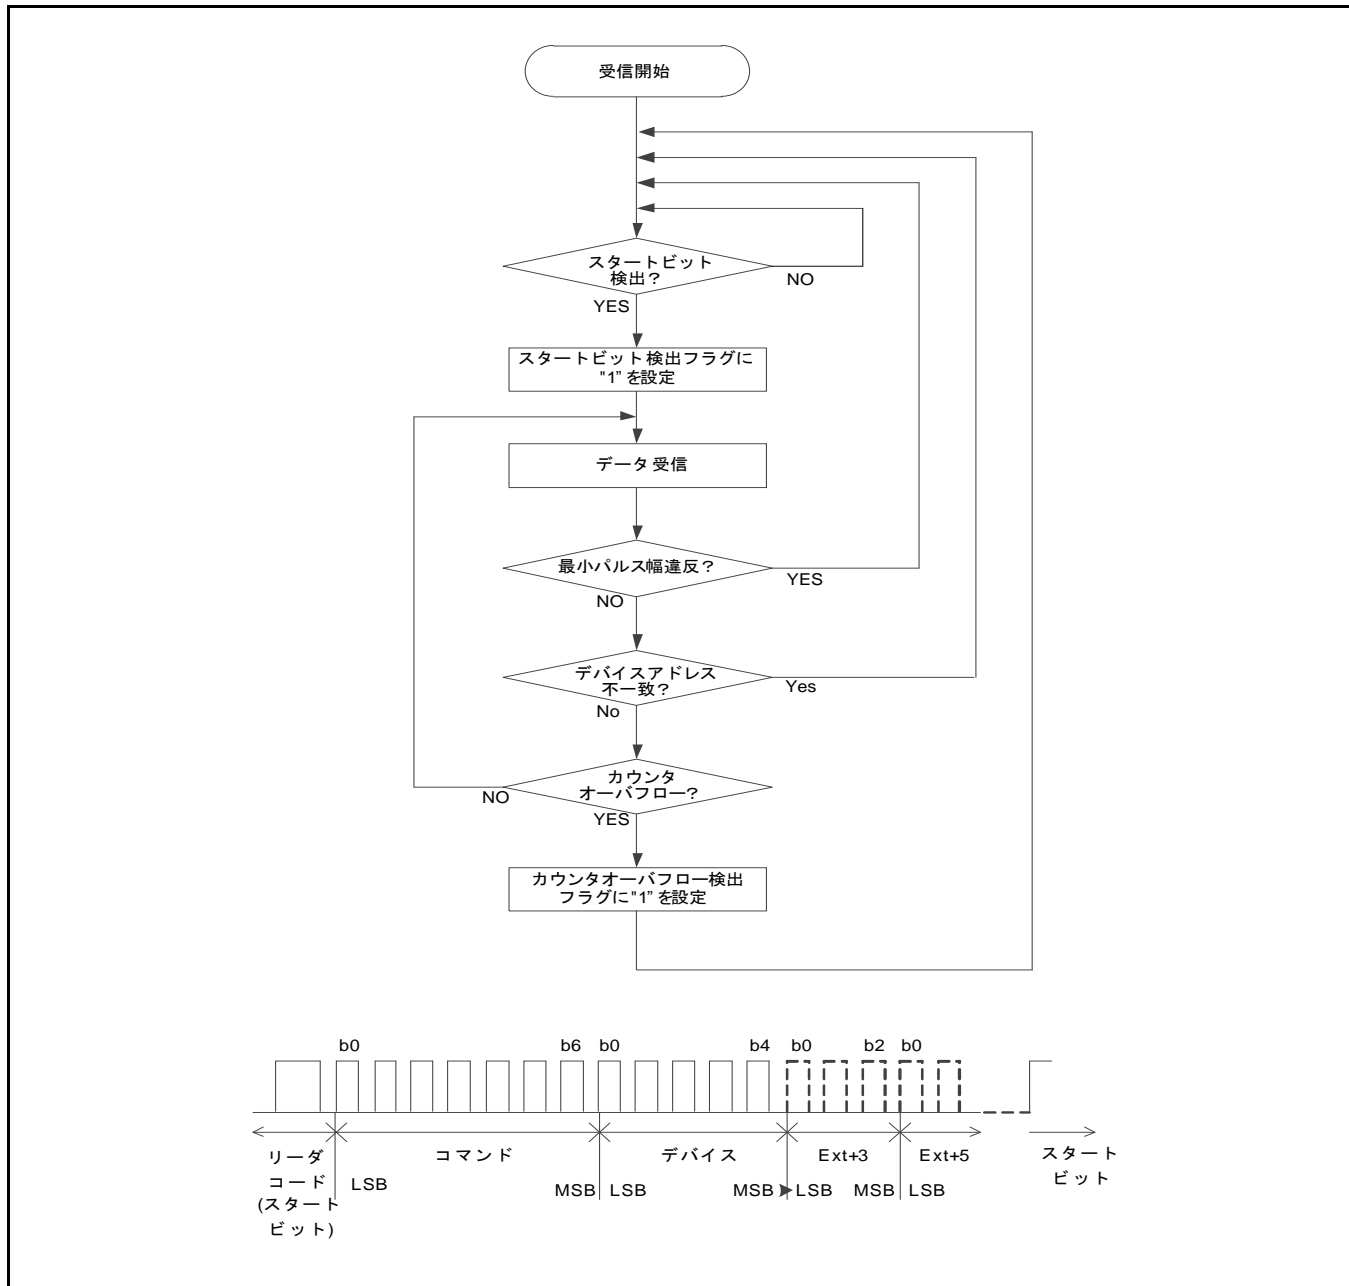 受信開始
スタートビット
検出?
NO
YES
スタートビット検出フラグに
"1" を設定
データ受信
最小パルス幅違反?
YES
NO
デバイスアドレス
不一致?
Yes
No
カウンタ
オーバフロー?
NO
YES
カウンタオーバフロー検出
フラグに"1" を設定
b0 b6 b0 b4 b0 b2 b0
リーダ
コード
(スタート
ビット)
コマンド
デバイス
Ext+3
Ext+5
スタート
ビット
LSB MSB LSB MSB LSB MSB LSB